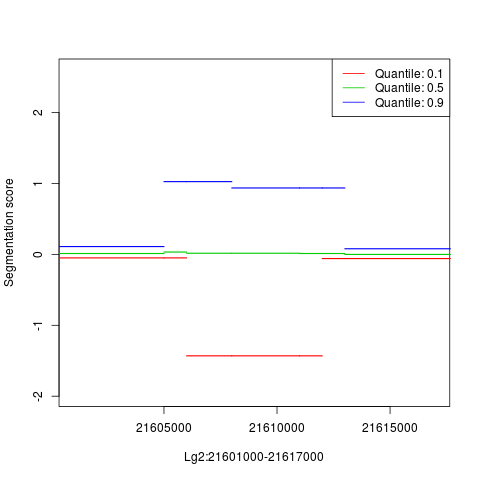 Quantile: 0.1
Quantile: 0.5
Quantile: 0.9
2
1
0
-1
-2
Segmentation score
21605000 21610000 21615000
Lg2:21601000-21617000